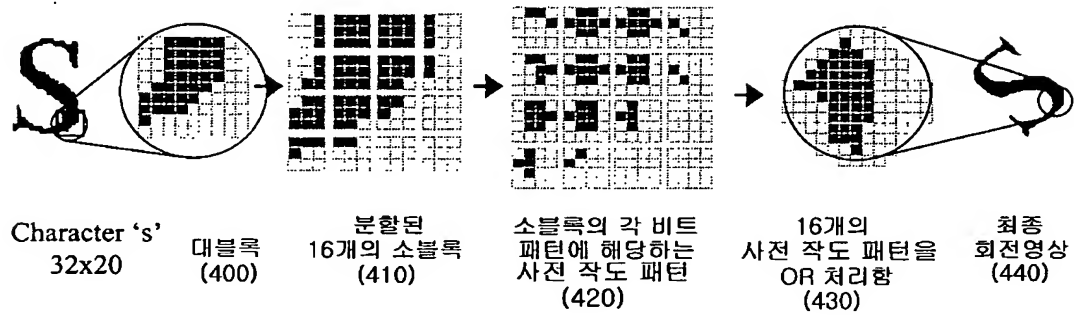 Character ‘s’
32x20
대블록
(400)
분할된
16개의 소블록
(410)
소블록의 각 비트
패턴에 해당하는
사전 작도 패턴
(420)
16개의
사전 작도 패턴을
OR 처리함
(430)
최종
회전영상
(440)